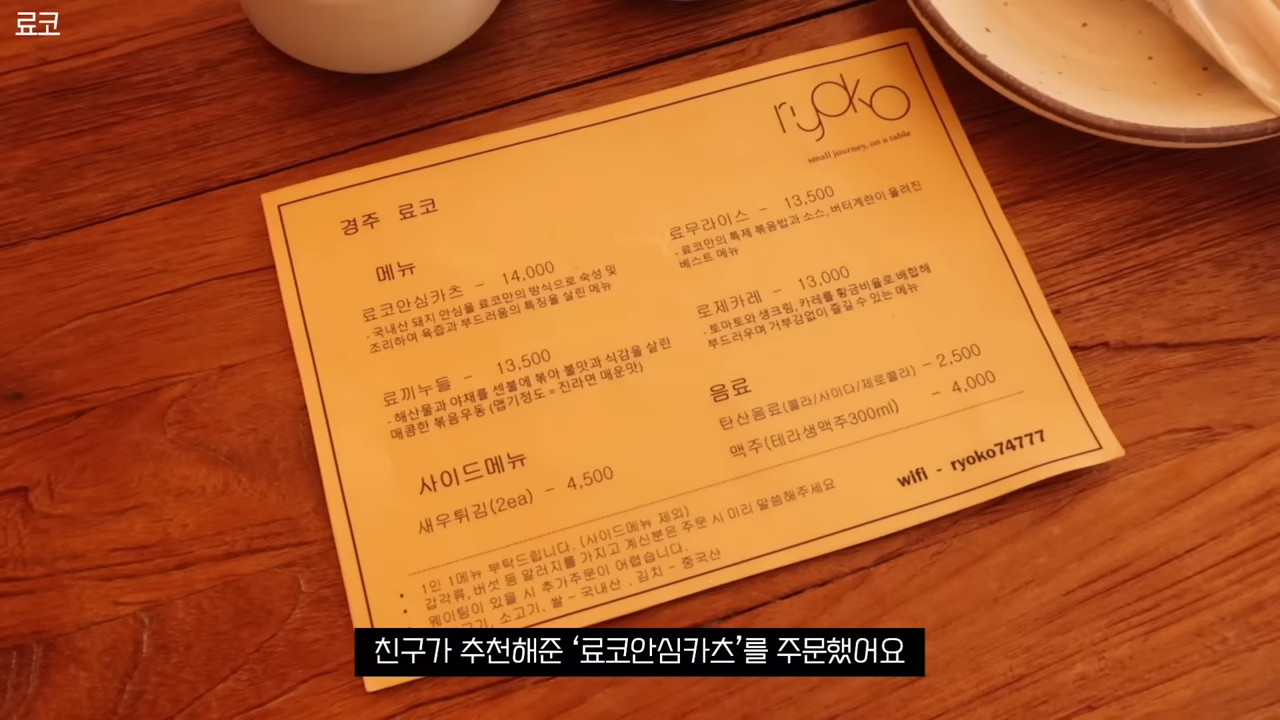 료코
ryoko
small journey, on a table
경주 료코
메뉴
료코안심카츠 - 14,000
- 국내산 돼지 안심을 료코만의 방식으로 숙성 및
조리하여 육즙과 부드러움의 특징을 살린 메뉴
료끼누들 - 13,500
- 해산물과 야채를 센불에 볶아 불맛과 식감을 살린
매콤한 볶음우동 (맵기정도 = 진라면 매운맛)
사이드메뉴
새우튀김(2ea) - 4,500
료무라이스 - 13,500
- 료코만의 특제 볶음밥과 소스, 버터계란이 올려진
베스트 메뉴
로제카레 - 13,000
- 토마토와 생크림, 카레를 황금비율로 배합해
부드러우며 거부감없이 즐길 수 있는 메뉴
음료
탄산음료(콜라/사이다/제로콜라) - 2,500
맥주(테라생맥주300ml) - 4,000
wifi - ryoko74777
• 1인 1메뉴 부탁드립니다. (사이드메뉴 제외)
• 갑각류, 버섯 등 알러지를 가지고 계신분은 주문 시 미리 말씀해주세요
웨이팅이 있을 시 추가주문이 어렵습니다.
소고기, 쌀 - 국내산 , 김치 - 중국산
친구가 추천해준 ‘료코안심카츠’를 주문했어요